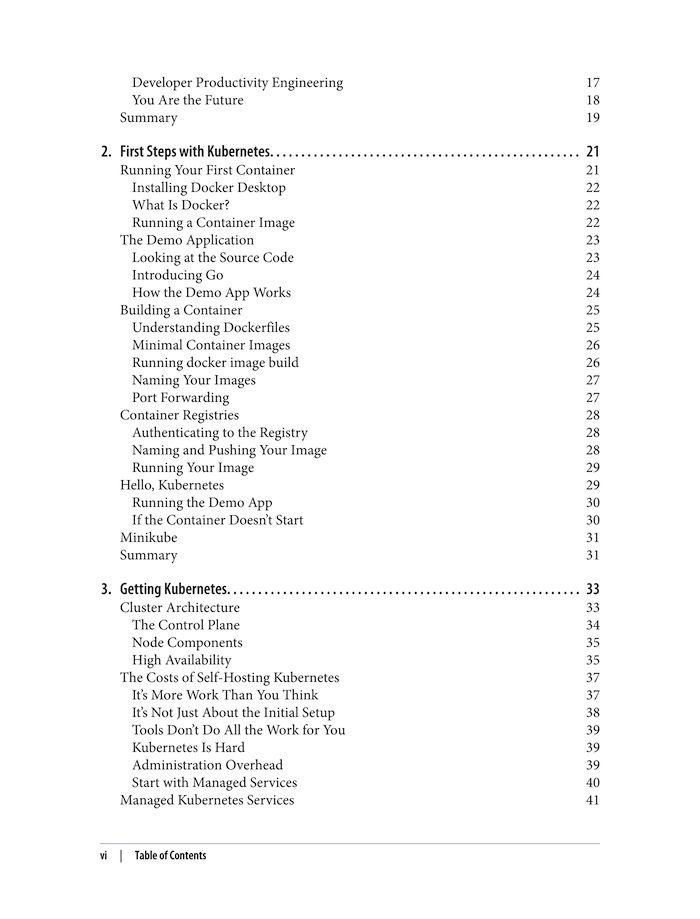 Developer Productivity Engineering 17
You Are the Future 18
Summary 19
2. First Steps with Kubernetes. . . . . . . . . . . . . . . . . . . . . . . . . . . . . . . . . . . . . . . . . . . . . . . . . . 21
Running Your First Container 21
Installing Docker Desktop 22
What Is Docker? 22
Running a Container Image 22
The Demo Application 23
Looking at the Source Code 23
Introducing Go 24
How the Demo App Works 24
Building a Container 25
Understanding Dockerfiles 25
Minimal Container Images 26
Running docker image build 26
Naming Your Images 27
Port Forwarding 27
Container Registries 28
Authenticating to the Registry 28
Naming and Pushing Your Image 28
Running Your Image 29
Hello, Kubernetes 29
Running the Demo App 30
If the Container Doesn’t Start 30
Minikube 31
Summary 31
3. Getting Kubernetes. . . . . . . . . . . . . . . . . . . . . . . . . . . . . . . . . . . . . . . . . . . . . . . . . . . . . . . . . 33
Cluster Architecture 33
The Control Plane 34
Node Components 35
High Availability 35
The Costs of Self-Hosting Kubernetes 37
It’s More Work Than You Think 37
It’s Not Just About the Initial Setup 38
Tools Don’t Do All the Work for You 39
Kubernetes Is Hard 39
Administration Overhead 39
Start with Managed Services 40
Managed Kubernetes Services 41
vi | Table of Contents